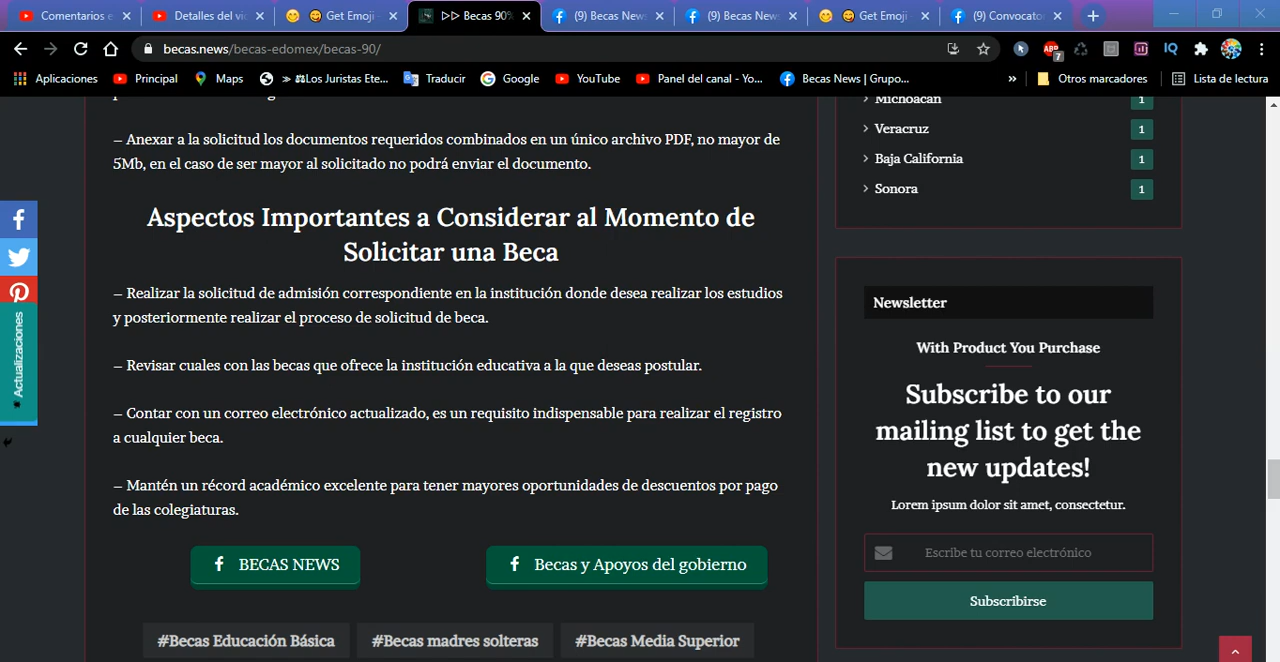 Comentarios e
Detalles del vi
Get Emoji
▷▷ Becas 90%
(9) Becas New
(9) Becas New
Get Emoji
(9) Convocato
becas.news/becas-edomex/becas-90/
ABP
7
IQ
Aplicaciones
Principal
Maps
≫ ⚖Los Juristas Ete...
Traducir
Google
YouTube
Panel del canal - Yo...
Becas News | Grupo...
»
Otros marcadores
Lista de lectura
– Anexar a la solicitud los documentos requeridos combinados en un único archivo PDF, no mayor de
5Mb, en el caso de ser mayor al solicitado no podrá enviar el documento.
Aspectos Importantes a Considerar al Momento de
Solicitar una Beca
– Realizar la solicitud de admisión correspondiente en la institución donde desea realizar los estudios
y posteriormente realizar el proceso de solicitud de beca.
– Revisar cuales con las becas que ofrece la institución educativa a la que deseas postular.
– Contar con un correo electrónico actualizado, es un requisito indispensable para realizar el registro
a cualquier beca.
– Mantén un récord académico excelente para tener mayores oportunidades de descuentos por pago
de las colegiaturas.
BECAS NEWS
Becas y Apoyos del gobierno
#Becas Educación Básica
#Becas madres solteras
#Becas Media Superior
Actualizaciones
Michoacán 1
Veracruz 1
Baja California 1
Sonora 1
Newsletter
With Product You Purchase
Subscribe to our
mailing list to get the
new updates!
Lorem ipsum dolor sit amet, consectetur.
Escribe tu correo electrónico
Subscribirse